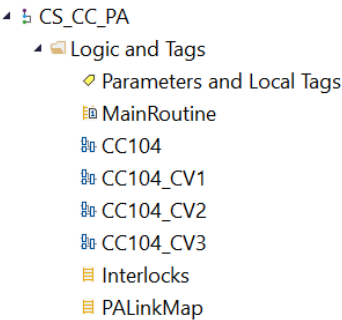 CS_CC_PA
Logic and Tags
Parameters and Local Tags
MainRoutine
CC104
CC104_CV1
CC104_CV2
CC104_CV3
Interlocks
PALinkMap